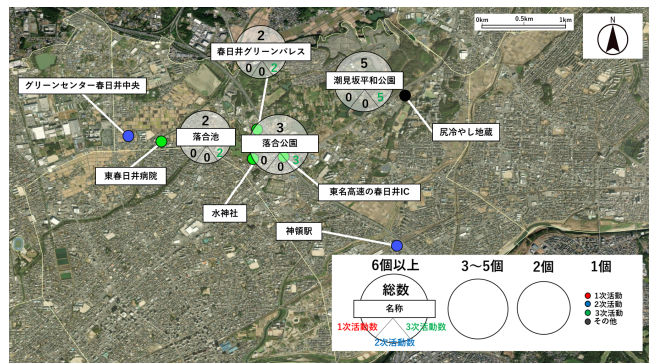 0km 0.5km 1km
N
2
春日井グリーンパレス
0 0 2
5
潮見坂平和公園
0 0 5
グリーンセンター春日井中央
尻冷やし地蔵
2
落合池
0 0 2
3
落合公園
0 0 3
東春日井病院
東名高速の春日井IC
水神社
神領駅
6個以上 3～5個 2個 1個
総数
名称
1次活動数 3次活動数
2次活動数
1次活動
2次活動
3次活動
その他